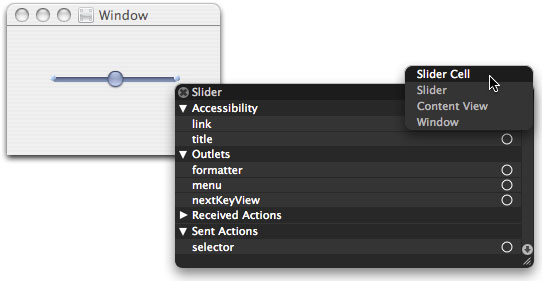 Window
Slider
Accessibility
link
title
Outlets
formatter
menu
nextKeyView
Received Actions
Sent Actions
selector
Slider Cell
Slider
Content View
Window